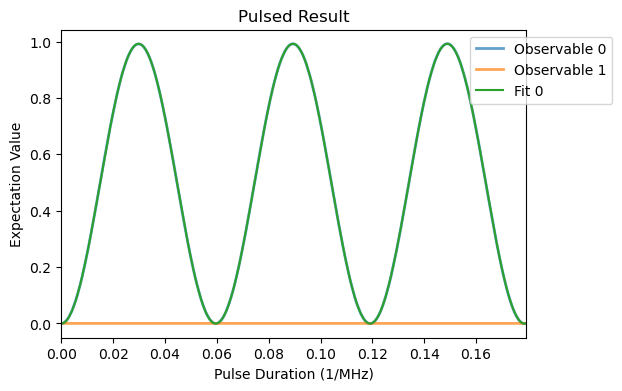 Pulsed Result
Observable 0
Observable 1
Fit 0
Expectation Value
1.0
0.8
0.6
0.4
0.2
0.0
0.00 0.02 0.04 0.06 0.08 0.10 0.12 0.14 0.16
Pulse Duration (1/MHz)